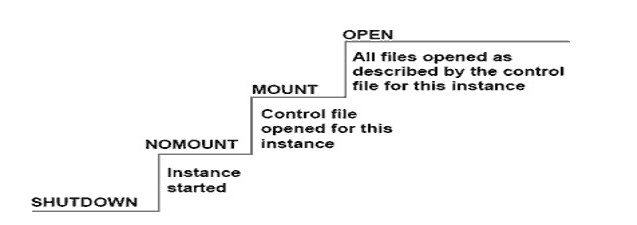 OPEN
All files opened as
described by the control
file for this instance
MOUNT
Control file
opened for this
instance
NOMOUNT
Instance
started
SHUTDOWN